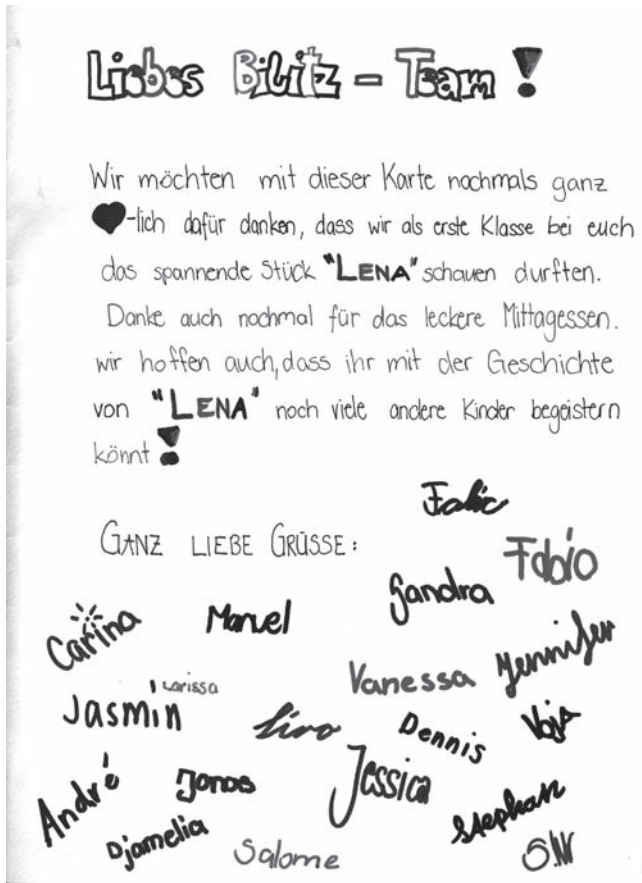 Liebes Bilitz - Team!
Wir möchten mit dieser Karte nochmals ganz
♥-lich dafür danken, dass wir als erste Klasse bei euch
das spannende Stück "LENA" schauen durften.
Danke auch nochmal für das leckere Mittagessen.
wir hoffen auch, dass ihr mit der Geschichte
von "LENA" noch viele andere Kinder begeistern
könnt!
GANZ LIEBE GRÜSSE:
Fabio
Sandra
Carina
Manuel
Jennifer
Vanessa
Larissa
Jasmin
Siro
Dennis
Voja
André
Jonas
Jessica
Stephan
Djamelia
Salome
S.W